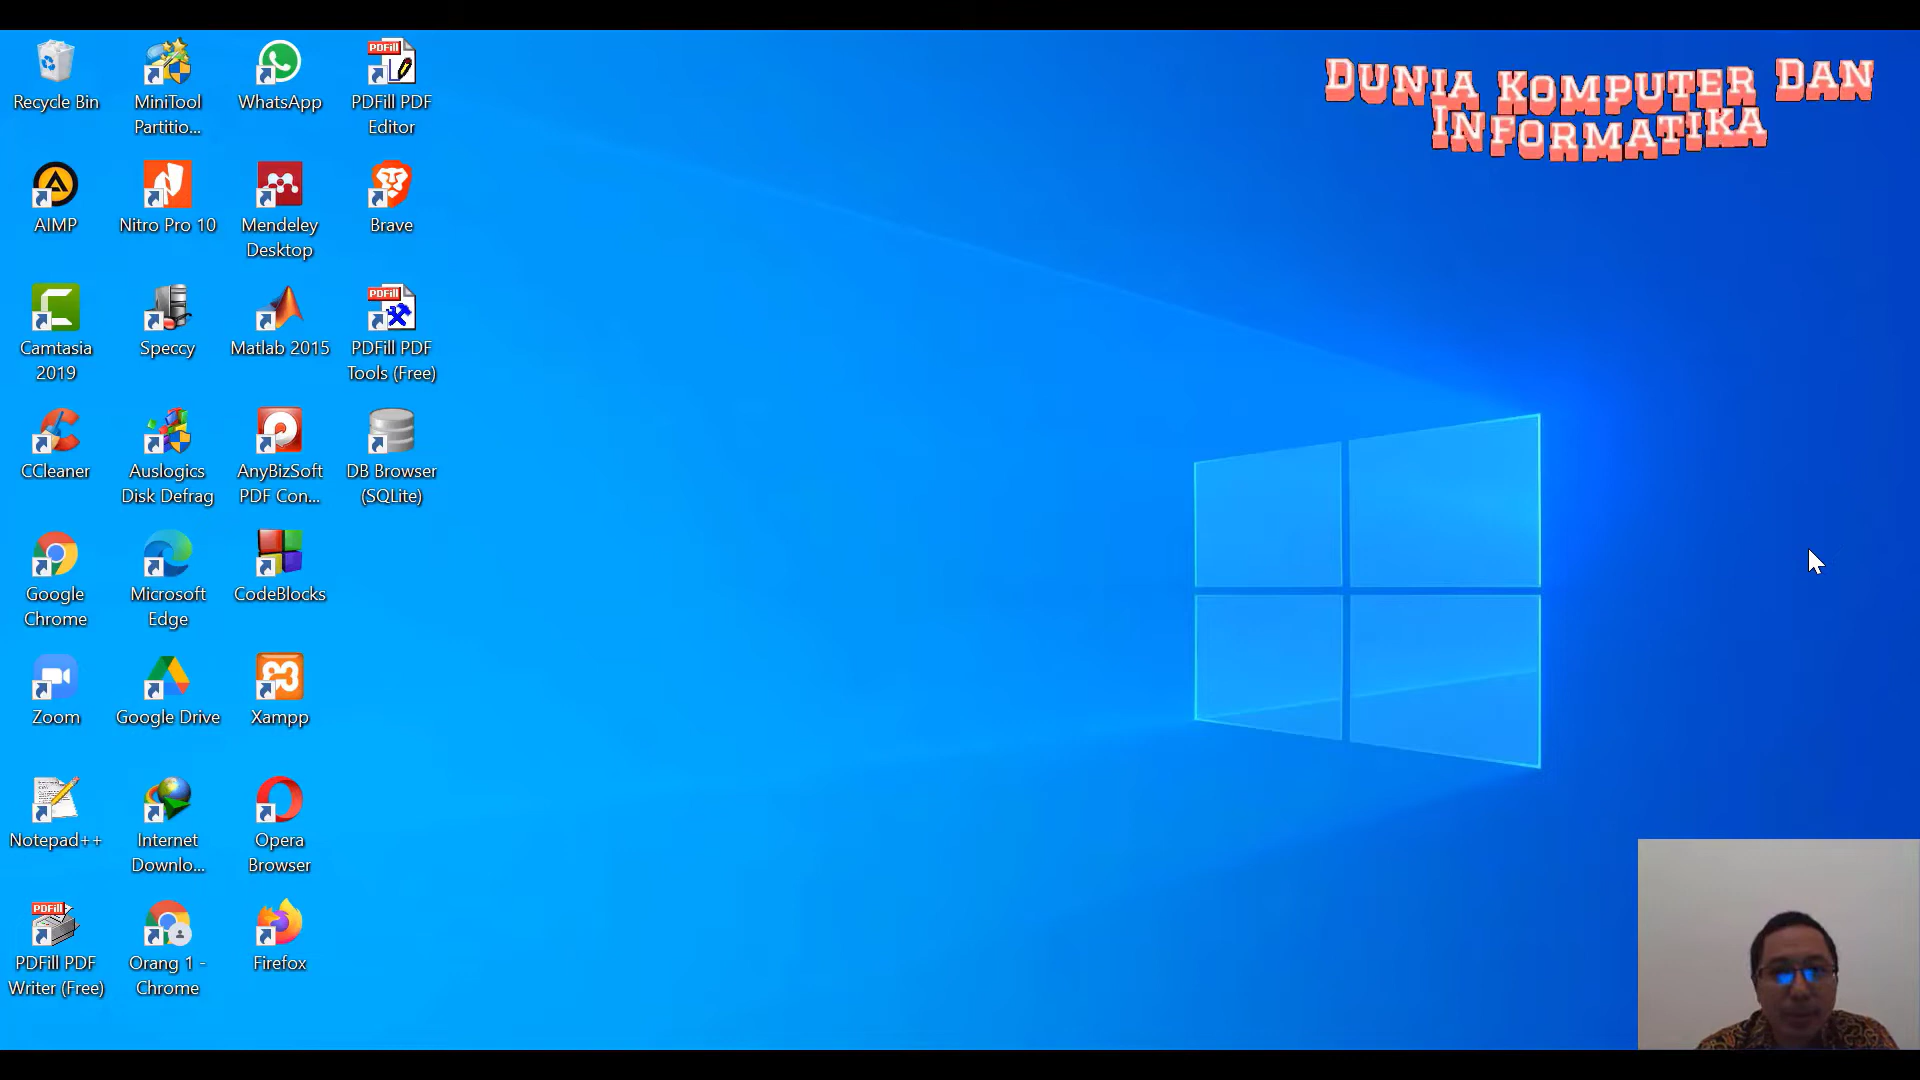 DUNIA KOMPUTER DAN
INFORMATIKA
Recycle Bin
MiniTool
Partitio...
WhatsApp
PDFill
PDFill PDF
Editor
AIMP
Nitro Pro 10
Mendeley
Desktop
Brave
Camtasia
2019
Speccy
Matlab 2015
PDFill
PDFill PDF
Tools (Free)
CCleaner
Auslogics
Disk Defrag
AnyBizSoft
PDF Con...
DB Browser
(SQLite)
Google
Chrome
Microsoft
Edge
CodeBlocks
Zoom
Google Drive
Xampp
Notepad++
Internet
Downlo...
Opera
Browser
PDFill
PDFill PDF
Writer (Free)
Orang 1 -
Chrome
Firefox